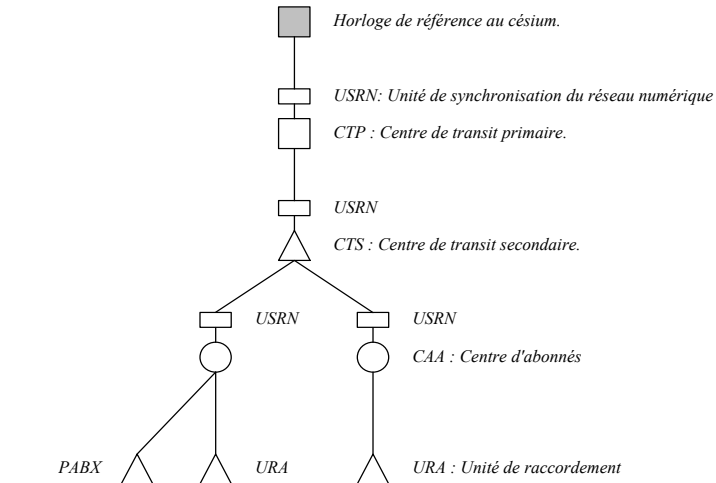 Horloge de référence au césium.
USRN: Unité de synchronisation du réseau numérique
CTP : Centre de transit primaire.
USRN
CTS : Centre de transit secondaire.
USRN USRN
CAA : Centre d'abonnés
PABX URA URA : Unité de raccordement